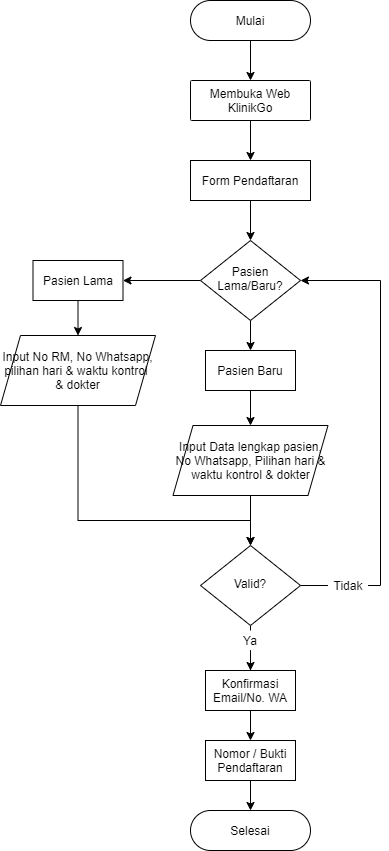 Mulai
Membuka Web
KlinikGo
Form Pendaftaran
Pasien
Lama/Baru?
Pasien Lama
Input No RM, No Whatsapp,
pilihan hari & waktu kontrol
& dokter
Pasien Baru
Input Data lengkap pasien,
No Whatsapp, Pilihan hari &
waktu kontrol & dokter
Valid?
Tidak
Ya
Konfirmasi
Email/No. WA
Nomor / Bukti
Pendaftaran
Selesai